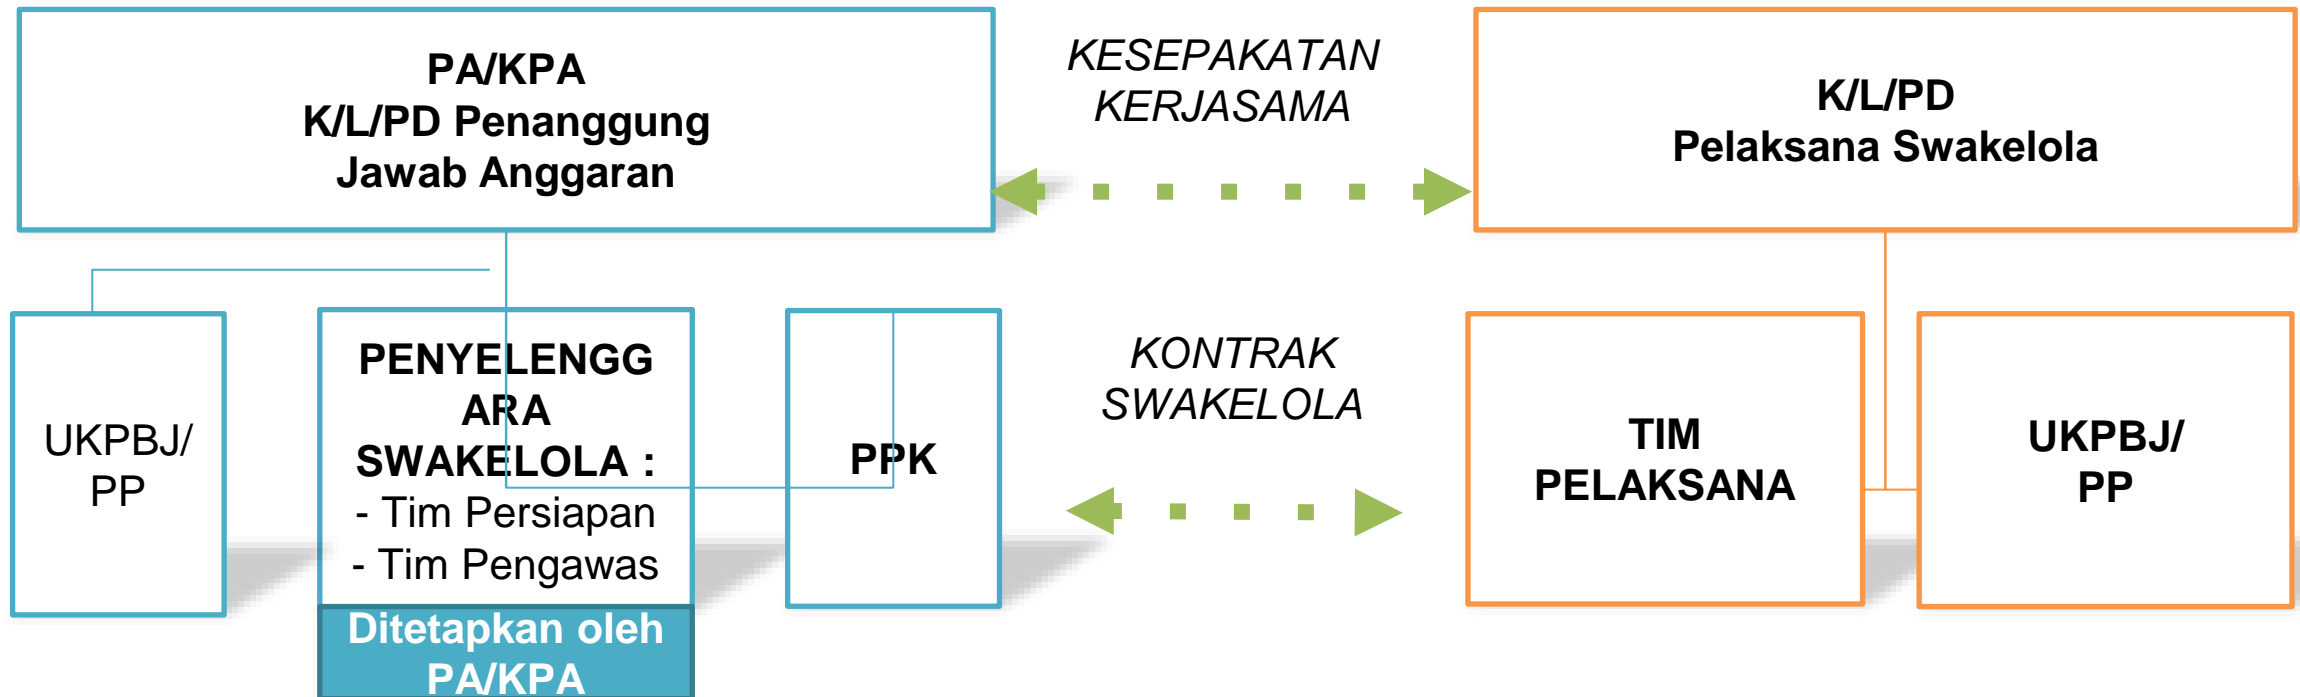 PA/KPA
K/L/PD Penanggung
Jawab Anggaran
KESEPAKATAN
KERJASAMA
K/L/PD
Pelaksana Swakelola
UKPBJ/
PP
PENYELENGG
ARA
SWAKELOLA :
- Tim Persiapan
- Tim Pengawas
Ditetapkan oleh
PA/KPA
PPK
KONTRAK
SWAKELOLA
TIM
PELAKSANA
UKPBJ/
PP